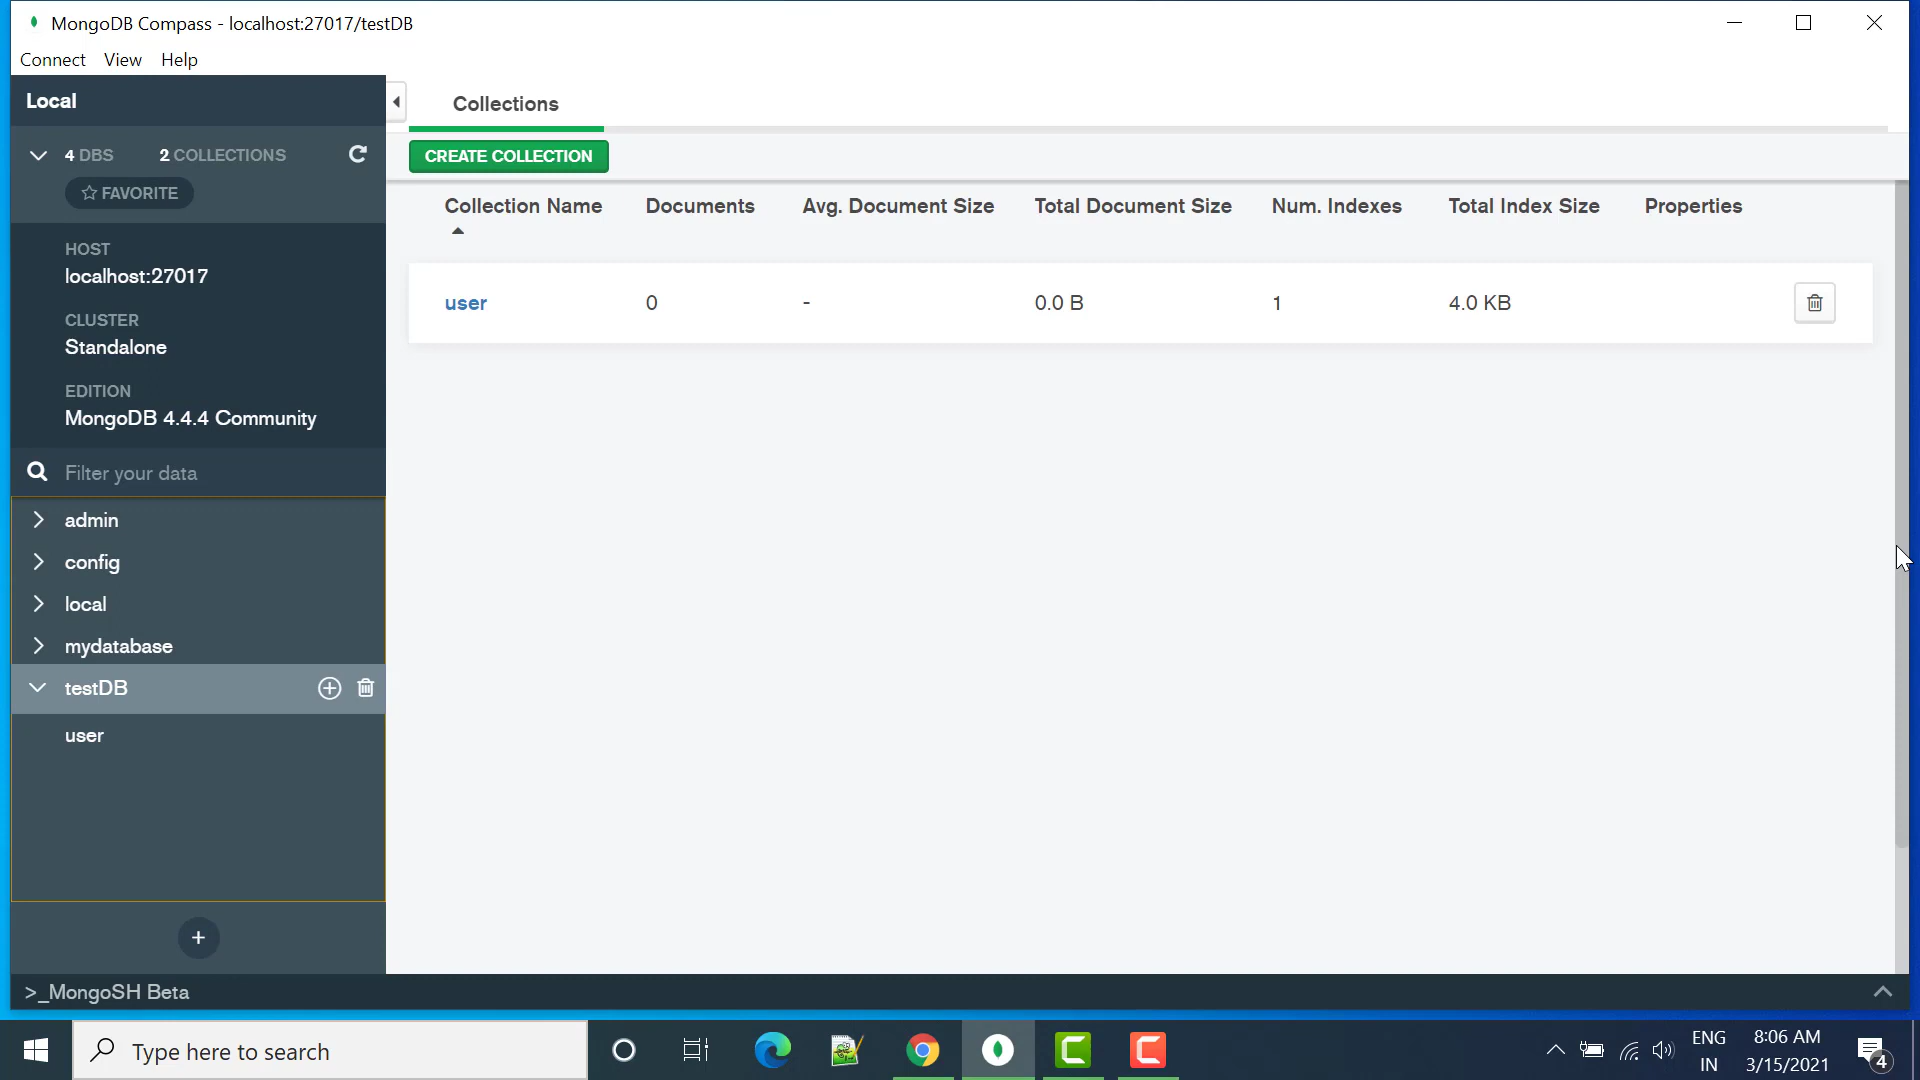 MongoDB Compass - localhost:27017/testDB
Connect View Help
Local
4 DBS 2 COLLECTIONS
FAVORITE
HOST
localhost:27017
CLUSTER
Standalone
EDITION
MongoDB 4.4.4 Community
Filter your data
admin
config
local
mydatabase
testDB
user
>_MongoSH Beta
Collections
CREATE COLLECTION
Collection Name Documents Avg. Document Size Total Document Size Num. Indexes Total Index Size Properties
user 0 - 0.0 B 1 4.0 KB
Type here to search
ENG
IN
8:06 AM
3/15/2021
4